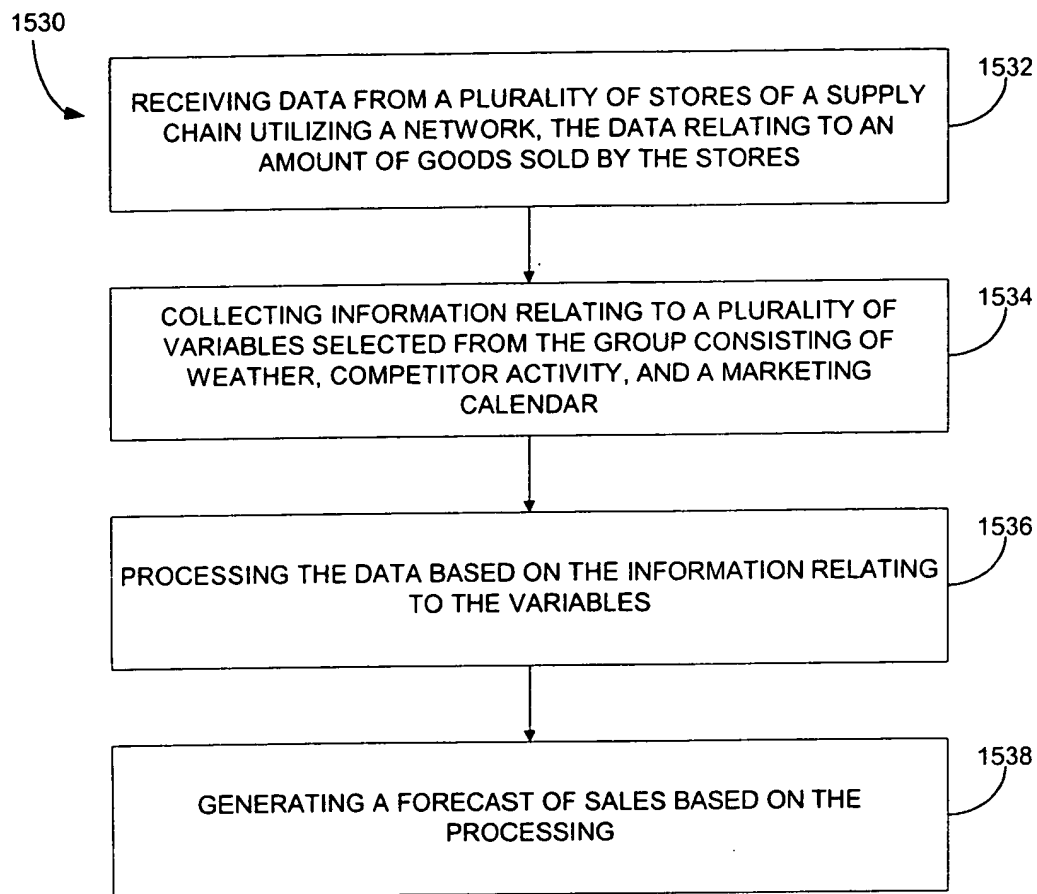 1530
1532
RECEIVING DATA FROM A PLURALITY OF STORES OF A SUPPLY
CHAIN UTILIZING A NETWORK, THE DATA RELATING TO AN
AMOUNT OF GOODS SOLD BY THE STORES
1534
COLLECTING INFORMATION RELATING TO A PLURALITY OF
VARIABLES SELECTED FROM THE GROUP CONSISTING OF
WEATHER, COMPETITOR ACTIVITY, AND A MARKETING
CALENDAR
1536
PROCESSING THE DATA BASED ON THE INFORMATION RELATING
TO THE VARIABLES
1538
GENERATING A FORECAST OF SALES BASED ON THE
PROCESSING